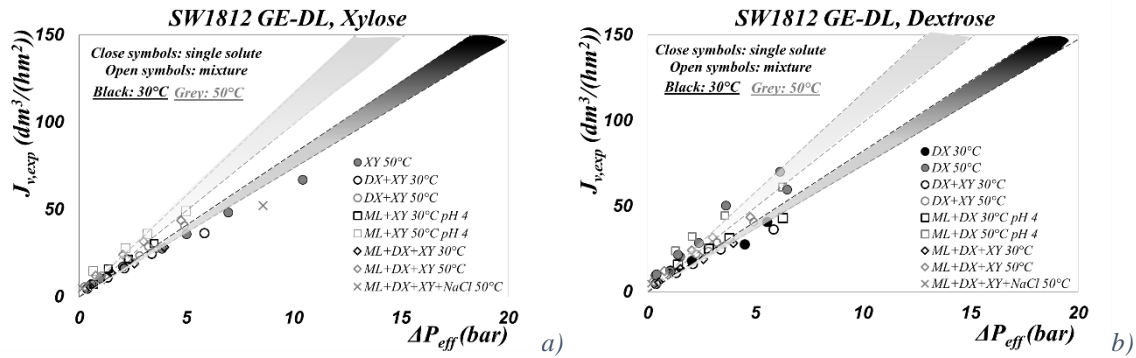 SW1812 GE-DL, Xylose
J_v,exp (dm³/(hm²))
150
100
50
0
Close symbols: single solute
Open symbols: mixture
Black: 30°C Grey: 50°C
XY 50°C
DX+XY 30°C
DX+XY 50°C
ML+XY 30°C pH 4
ML+XY 50°C pH 4
ML+DX+XY 30°C
ML+DX+XY 50°C
ML+DX+XY+NaCl 50°C
0 5 10 15 20
ΔP_eff (bar)
a)
SW1812 GE-DL, Dextrose
J_v,exp (dm³/(hm²))
150
100
50
0
Close symbols: single solute
Open symbols: mixture
Black: 30°C Grey: 50°C
DX 30°C
DX 50°C
DX+XY 30°C
DX+XY 50°C
ML+DX 30°C pH 4
ML+DX 50°C pH 4
ML+DX+XY 30°C
ML+DX+XY 50°C
ML+DX+XY+NaCl 50°C
0 5 10 15 20
ΔP_eff (bar)
b)